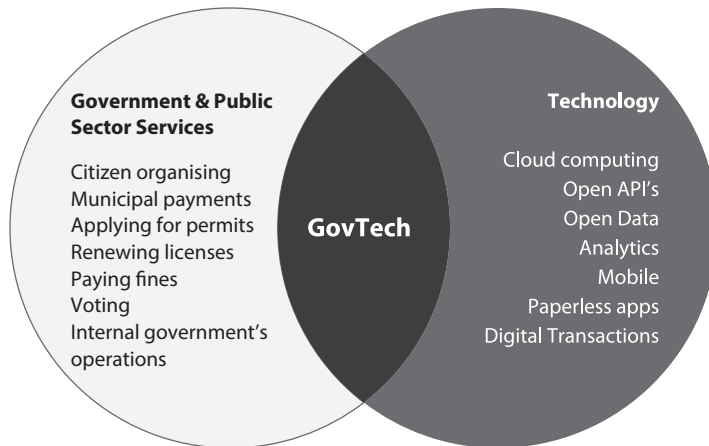 Government & Public
Sector Services
Citizen organising
Municipal payments
Applying for permits
Renewing licenses
Paying fines
Voting
Internal government's
operations
GovTech
Technology
Cloud computing
Open API's
Open Data
Analytics
Mobile
Paperless apps
Digital Transactions